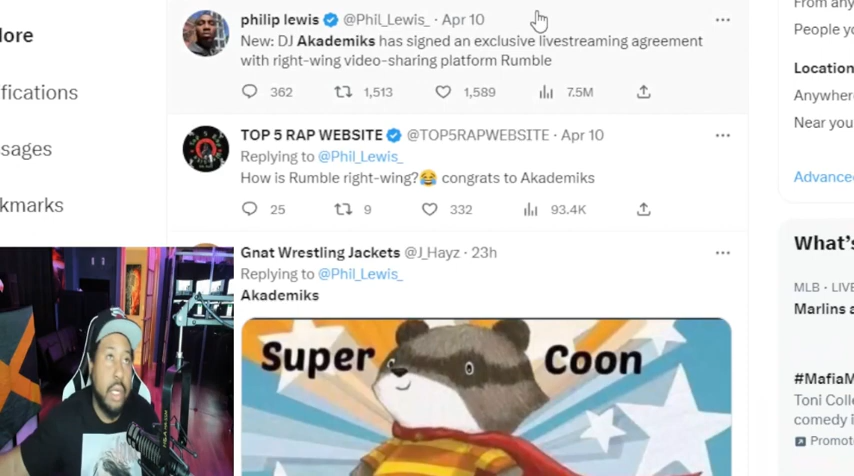 philip lewis @Phil_Lewis_ · Apr 10
New: DJ Akademiks has signed an exclusive livestreaming agreement
with right-wing video-sharing platform Rumble
362 1,513 1,589 7.5M
TOP 5 RAP WEBSITE @TOP5RAPWEBSITE · Apr 10
Replying to @Phil_Lewis_
How is Rumble right-wing?😂 congrats to Akademiks
25 9 332 93.4K
Gnat Wrestling Jackets @J_Hayz · 23h
Replying to @Phil_Lewis_
Akademiks
Super Coon
lore
fications
ssages
kmarks
From any
People yo
Location
Anywhere
Near you
Advanced
What's
MLB · LIVE
Marlins a
#MafiaM
Toni Colle
comedy i
Promot